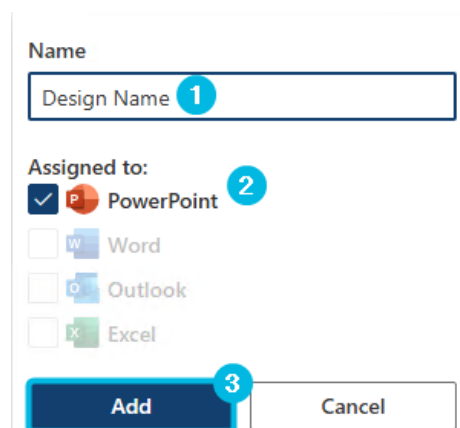 Name
Design Name 1
Assigned to:
2
P PowerPoint
W Word
O Outlook
X Excel
3
Add Cancel